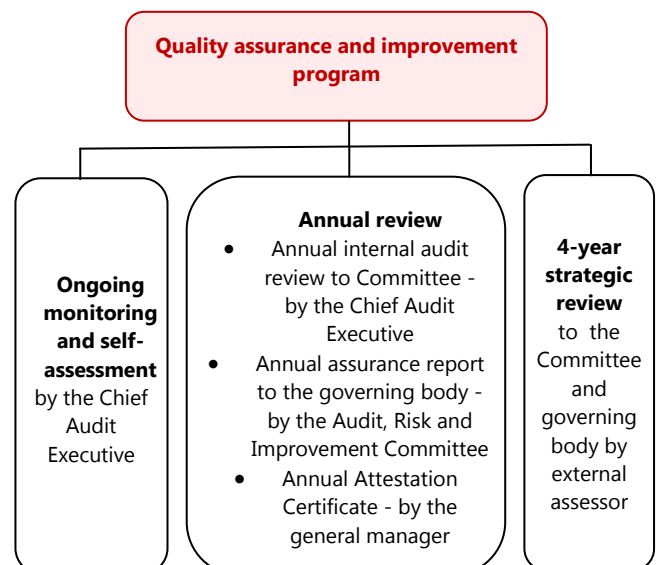 Quality assurance and improvement
program
Ongoing
monitoring
and self-
assessment
by the Chief
Audit
Executive
Annual review
• Annual internal audit
review to Committee -
by the Chief Audit
Executive
• Annual assurance report
to the governing body -
by the Audit, Risk and
Improvement Committee
• Annual Attestation
Certificate - by the
general manager
4-year
strategic
review
to the
Committee
and
governing
body by
external
assessor